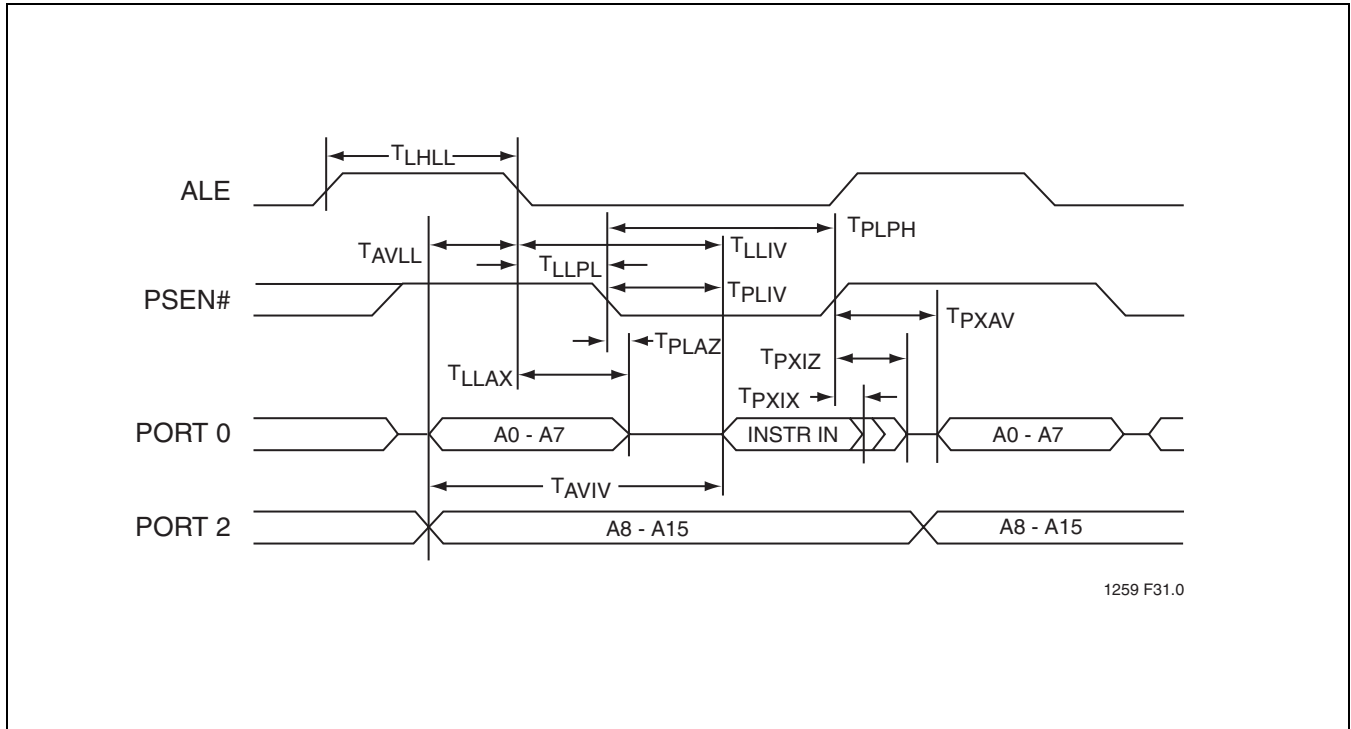 TLHLL
ALE
TPLPH
TAVLL
TLLIV
TLLPL
PSEN#
TPLIV
TPXAV
TPLAZ
TPXIZ
TLLAX
TPXIX
PORT 0
A0 - A7
INSTR IN
A0 - A7
TAVIV
PORT 2
A8 - A15
A8 - A15
1259 F31.0